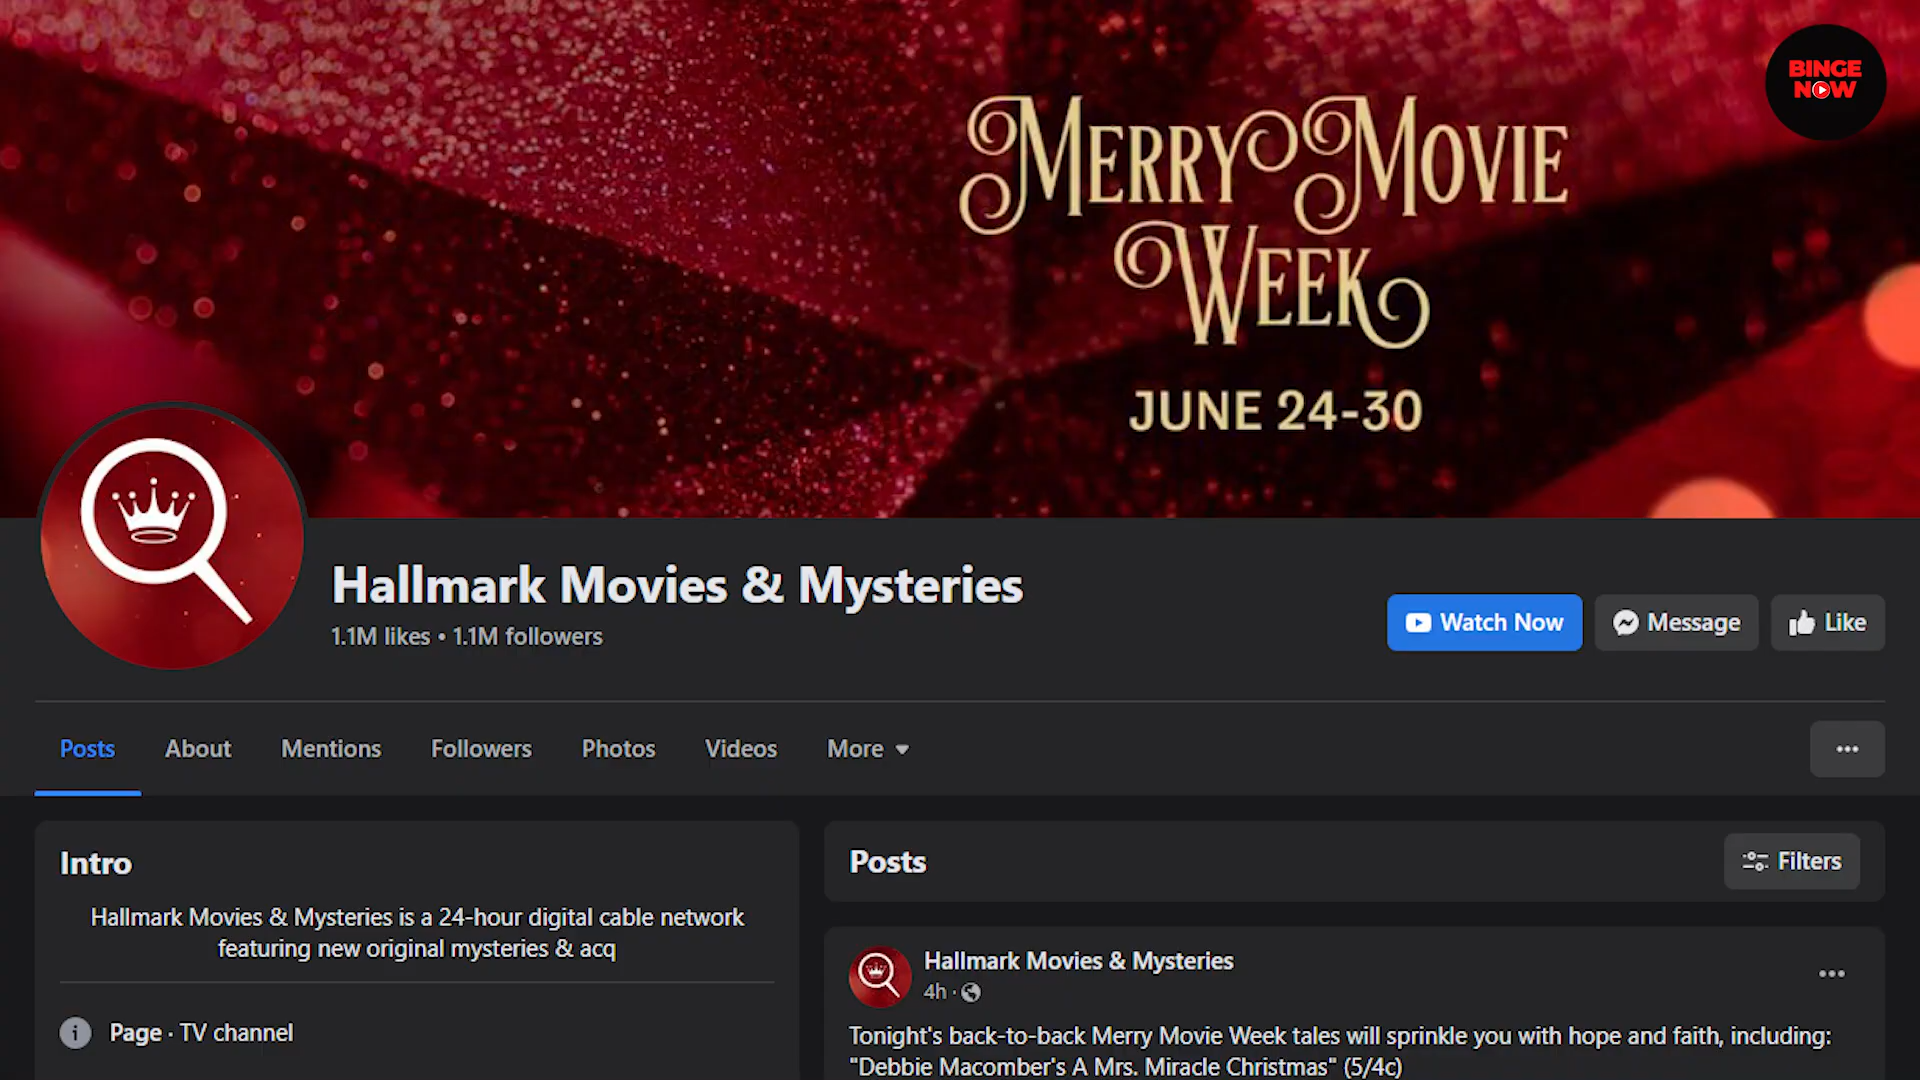 BINGE
NOW
MERRY MOVIE
WEEK
JUNE 24-30
Hallmark Movies & Mysteries
1.1M likes • 1.1M followers
Watch Now
Message
Like
Posts
About
Mentions
Followers
Photos
Videos
More
Intro
Hallmark Movies & Mysteries is a 24-hour digital cable network
featuring new original mysteries & acq
Page · TV channel
Posts
Filters
Hallmark Movies & Mysteries
4h ·
Tonight's back-to-back Merry Movie Week tales will sprinkle you with hope and faith, including:
"Debbie Macomber's A Mrs. Miracle Christmas" (5/4c)